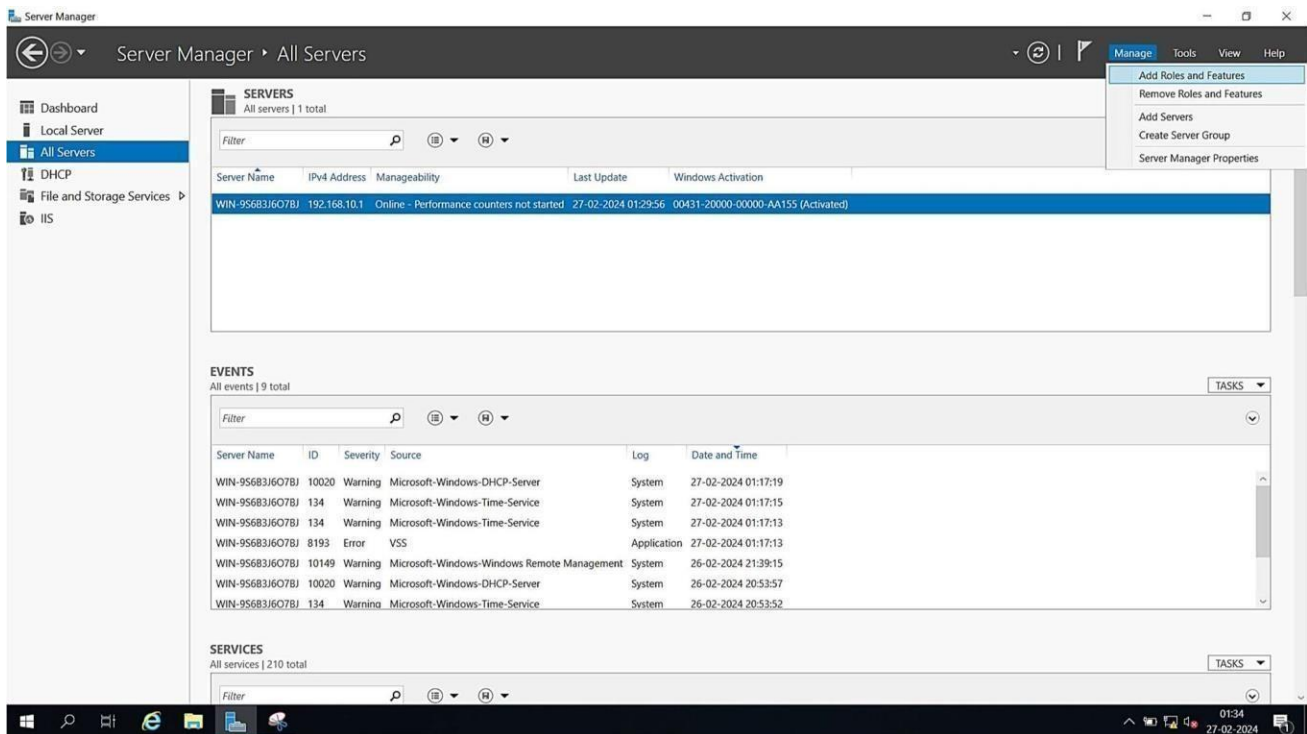 Server Manager
Server Manager ‣ All Servers
Manage Tools View Help
Add Roles and Features
Remove Roles and Features
Add Servers
Create Server Group
Server Manager Properties
Dashboard
Local Server
All Servers
DHCP
File and Storage Services
IIS
SERVERS
All servers | 1 total
Filter
Server Name IPv4 Address Manageability Last Update Windows Activation
WIN-9S6B3J6O7BJ 192.168.10.1 Online - Performance counters not started 27-02-2024 01:29:56 00431-20000-00000-AA155 (Activated)
EVENTS
All events | 9 total
TASKS
Filter
Server Name ID Severity Source Log Date and Time
WIN-9S6B3J6O7BJ 10020 Warning Microsoft-Windows-DHCP-Server System 27-02-2024 01:17:19
WIN-9S6B3J6O7BJ 134 Warning Microsoft-Windows-Time-Service System 27-02-2024 01:17:15
WIN-9S6B3J6O7BJ 134 Warning Microsoft-Windows-Time-Service System 27-02-2024 01:17:13
WIN-9S6B3J6O7BJ 8193 Error VSS Application 27-02-2024 01:17:13
WIN-9S6B3J6O7BJ 10149 Warning Microsoft-Windows-Windows Remote Management System 26-02-2024 21:39:15
WIN-9S6B3J6O7BJ 10020 Warning Microsoft-Windows-DHCP-Server System 26-02-2024 20:53:57
WIN-9S6B3J6O7BJ 134 Warning Microsoft-Windows-Time-Service System 26-02-2024 20:53:52
SERVICES
All services | 210 total
TASKS
Filter
01:34
27-02-2024